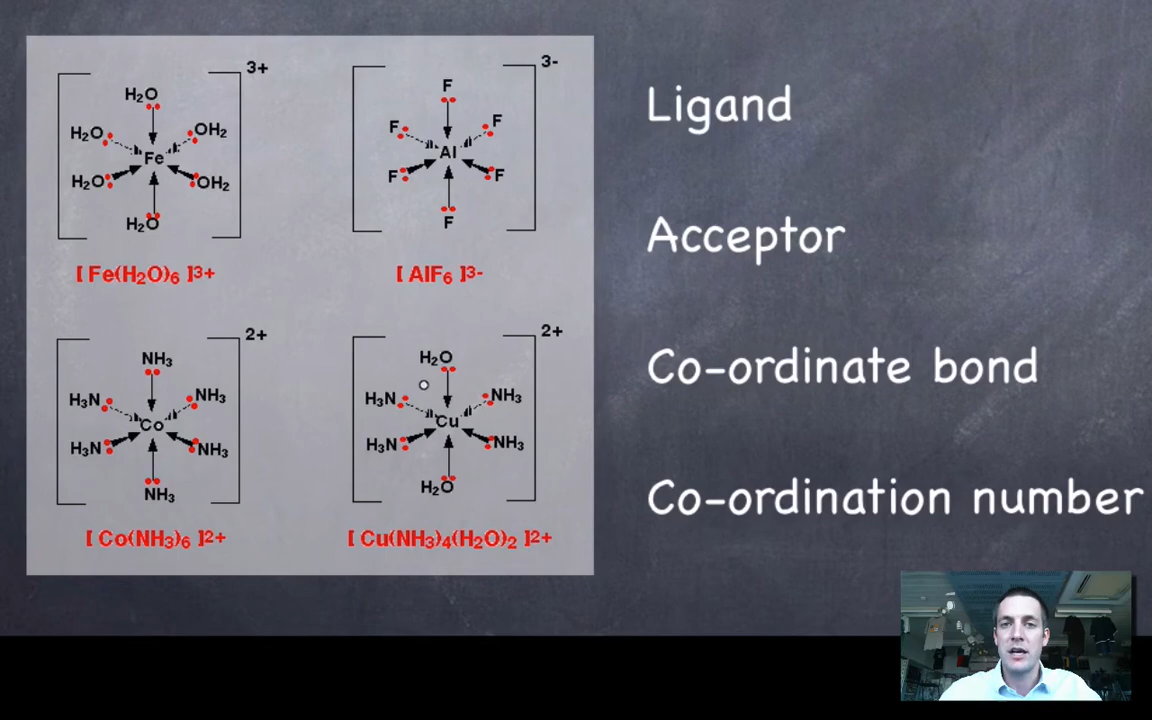 3+
H₂O
H₂O
OH₂
Fe
H₂O
OH₂
H₂O
[ Fe(H₂O)₆ ]³⁺
3-
F
F
F
Al
F
F
F
[ AlF₆ ]³⁻
2+
NH₃
H₃N
NH₃
Co
H₃N
NH₃
NH₃
[ Co(NH₃)₆ ]²⁺
2+
H₂O
H₃N
NH₃
Cu
H₃N
NH₃
H₂O
[ Cu(NH₃)₄(H₂O)₂ ]²⁺
Ligand
Acceptor
Co-ordinate bond
Co-ordination number